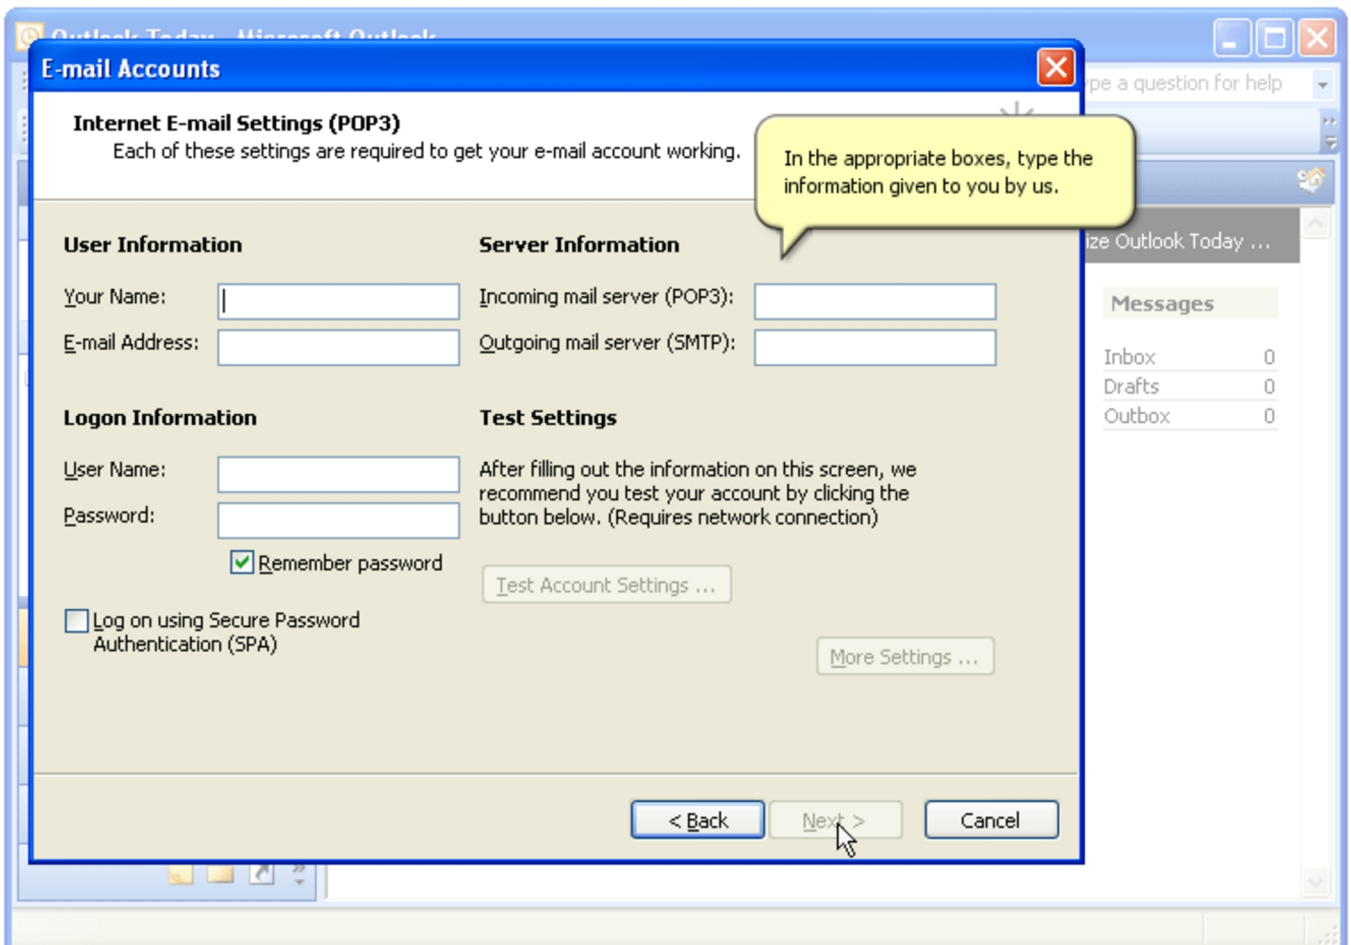 Outlook Today - Microsoft Outlook
E-mail Accounts
pe a question for help
Internet E-mail Settings (POP3)
Each of these settings are required to get your e-mail account working.
In the appropriate boxes, type the
information given to you by us.
ize Outlook Today ...
User Information
Your Name:
E-mail Address:
Server Information
Incoming mail server (POP3):
Outgoing mail server (SMTP):
Messages
Inbox 0
Drafts 0
Outbox 0
Logon Information
User Name:
Password:
Remember password
Log on using Secure Password
Authentication (SPA)
Test Settings
After filling out the information on this screen, we
recommend you test your account by clicking the
button below. (Requires network connection)
Test Account Settings ...
More Settings ...
< Back
Next >
Cancel